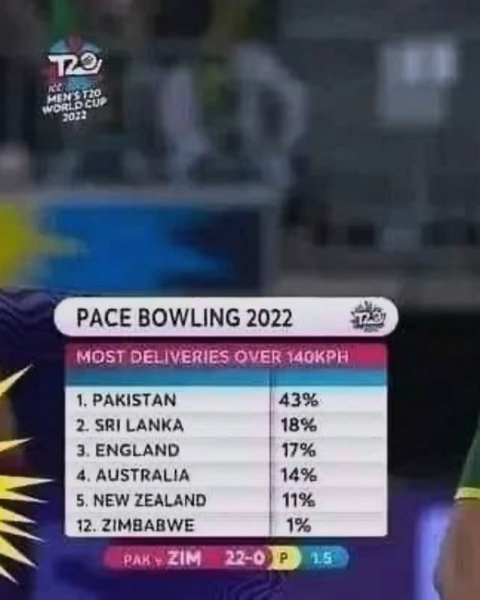 T20
ICC
MEN'S T20
WORLD CUP
2022
PACE BOWLING 2022
MOST DELIVERIES OVER 140KPH
1. PAKISTAN 43%
2. SRI LANKA 18%
3. ENGLAND 17%
4. AUSTRALIA 14%
5. NEW ZEALAND 11%
12. ZIMBABWE 1%
PAK v ZIM 22-0 P 1.5